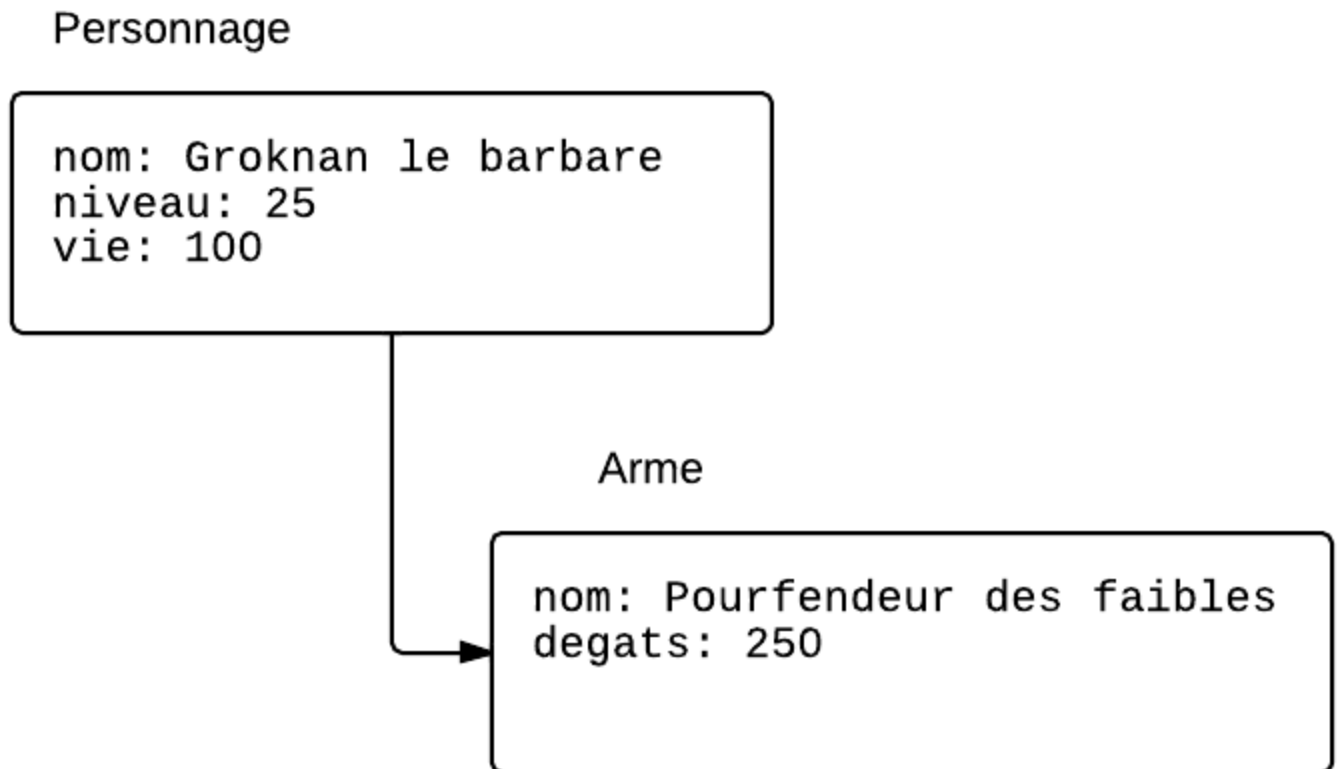 Personnage
nom: Groknan le barbare
niveau: 25
vie: 100
Arme
nom: Pourfendeur des faibles
degats: 250